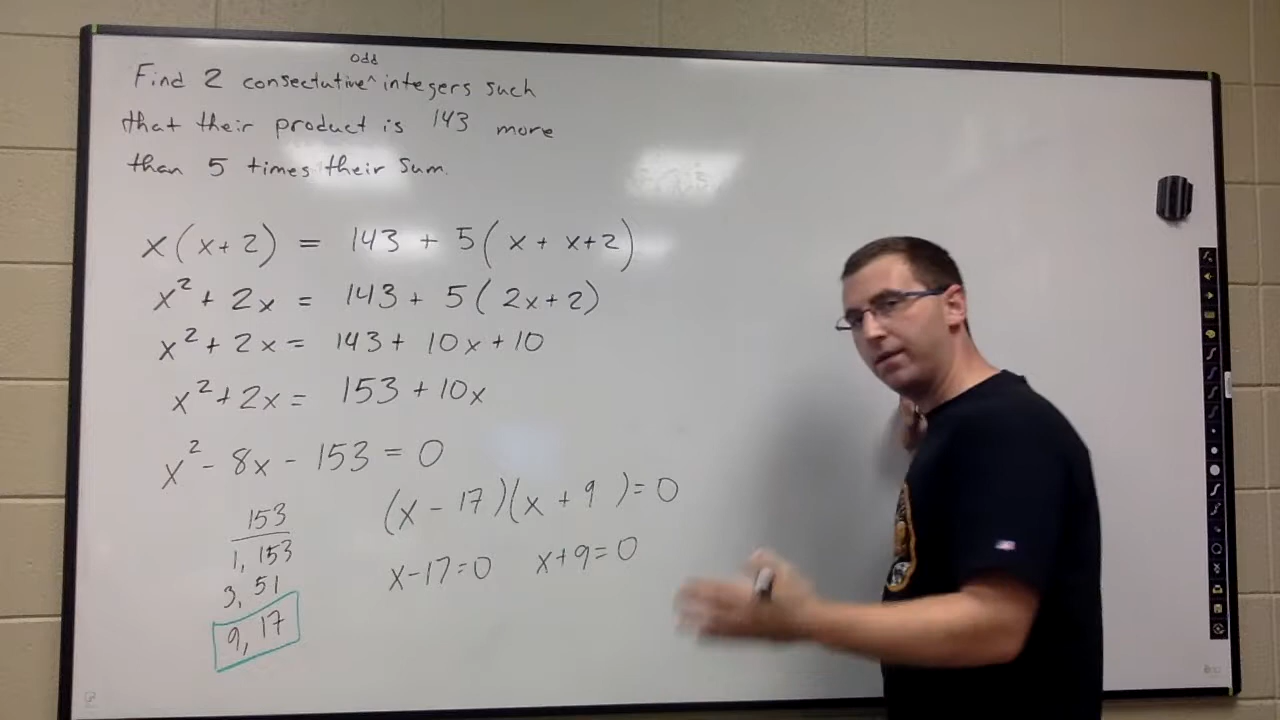 Find 2 consectutive^odd integers such
that their product is 143 more
than 5 times their sum.
x(x+2) = 143 + 5(x + x+2)
x² + 2x = 143 + 5(2x+2)
x² + 2x = 143 + 10x + 10
x² + 2x = 153 + 10x
x² - 8x - 153 = 0
(x - 17)(x + 9) = 0
x-17=0 x+9=0
153
1, 153
3, 51
9, 17